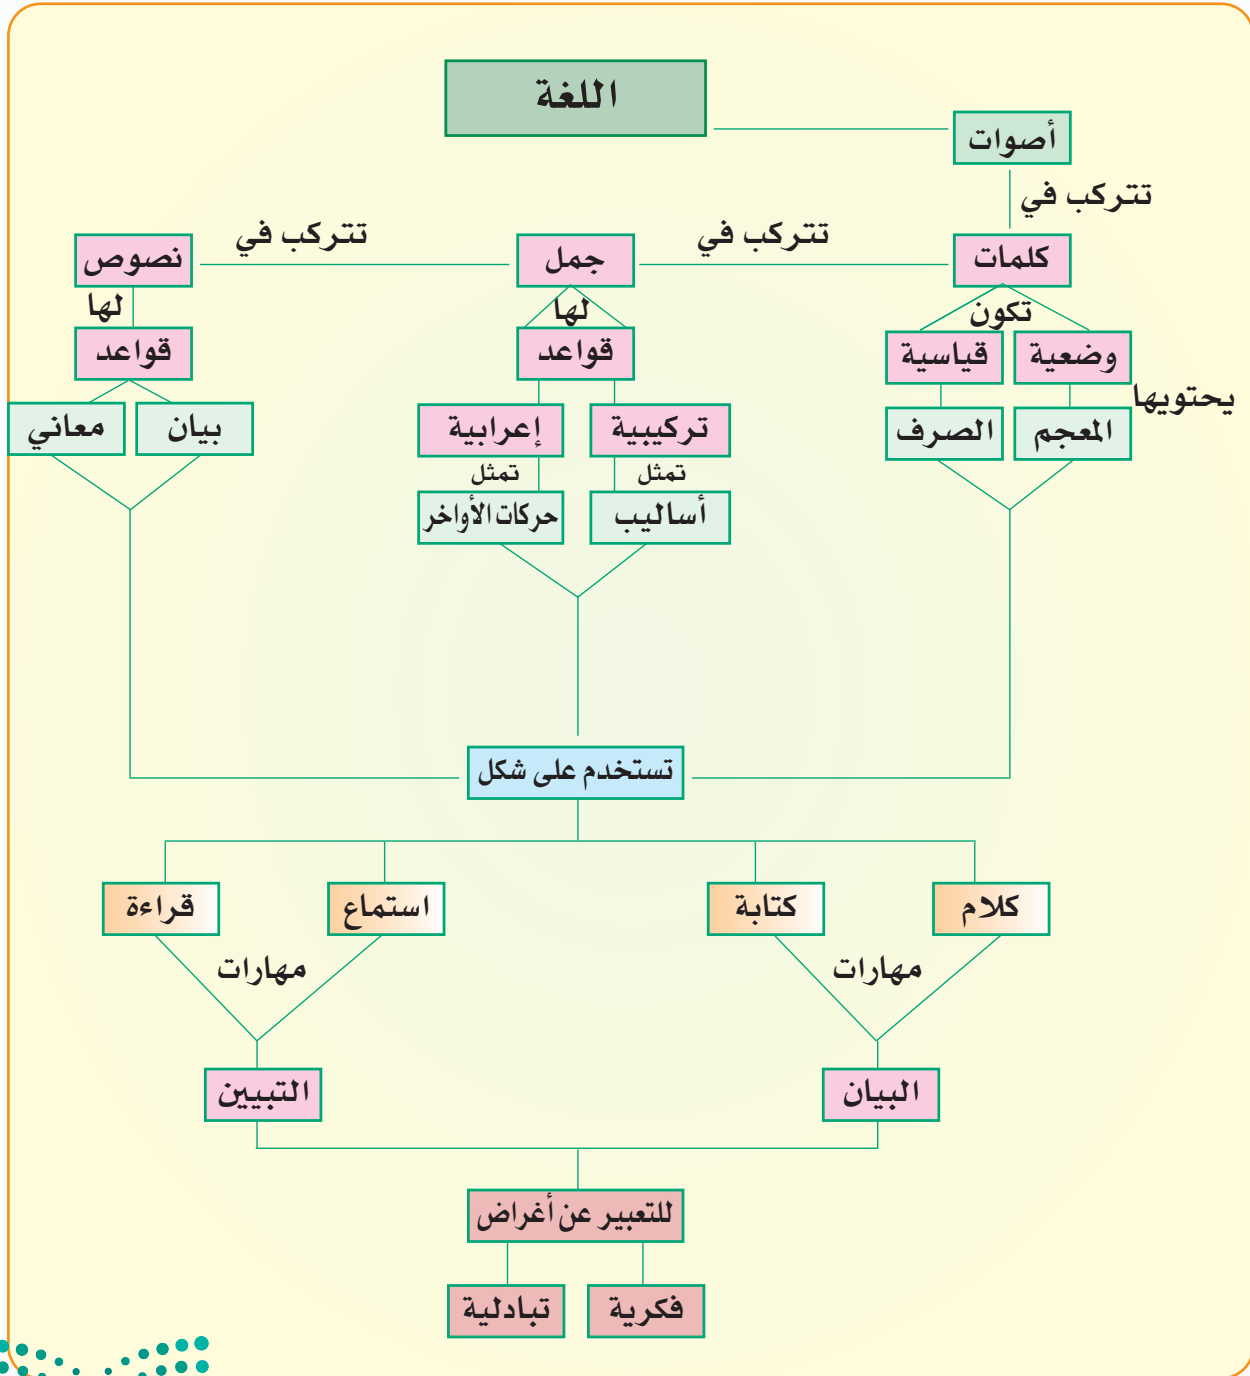 اللغة
أصوات
تتركب في
كلمات
تتركب في
جمل
تتركب في
نصوص
تكون
لها
لها
وضعية
قياسية
قواعد
قواعد
يحتويها
المعجم
الصرف
تركيبية
إعرابية
بيان
معاني
تمثل
تمثل
أساليب
حركات الأواخر
تستخدم على شكل
كلام
كتابة
استماع
قراءة
مهارات
مهارات
البيان
التبيين
للتعبير عن أغراض
فكرية
تبادلية